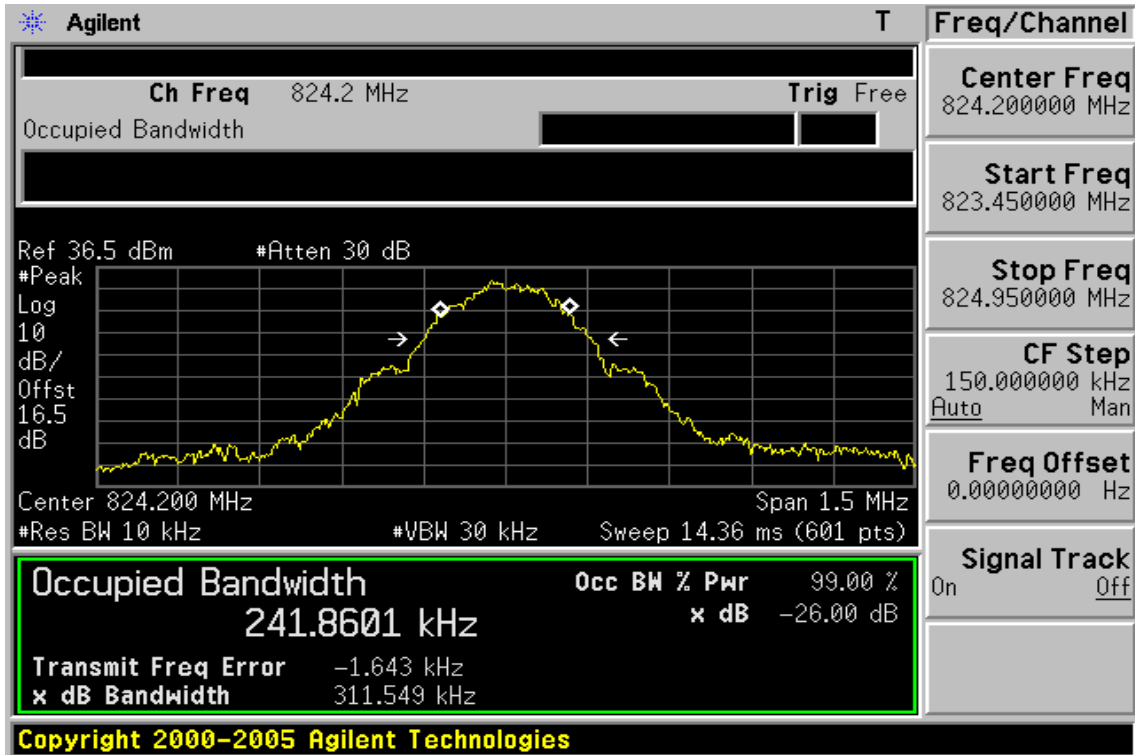 Agilent T
Ch Freq 824.2 MHz Trig Free
Occupied Bandwidth
Ref 36.5 dBm #Atten 30 dB
#Peak
Log
10
dB/
Offst
16.5
dB
Center 824.200 MHz Span 1.5 MHz
#Res BW 10 kHz #VBW 30 kHz Sweep 14.36 ms (601 pts)
Occupied Bandwidth
241.8601 kHz
Occ BW % Pwr 99.00 %
x dB -26.00 dB
Transmit Freq Error -1.643 kHz
x dB Bandwidth 311.549 kHz
Copyright 2000-2005 Agilent Technologies
Freq/Channel
Center Freq
824.200000 MHz
Start Freq
823.450000 MHz
Stop Freq
824.950000 MHz
CF Step
150.000000 kHz
Auto Man
Freq Offset
0.00000000 Hz
Signal Track
On Off